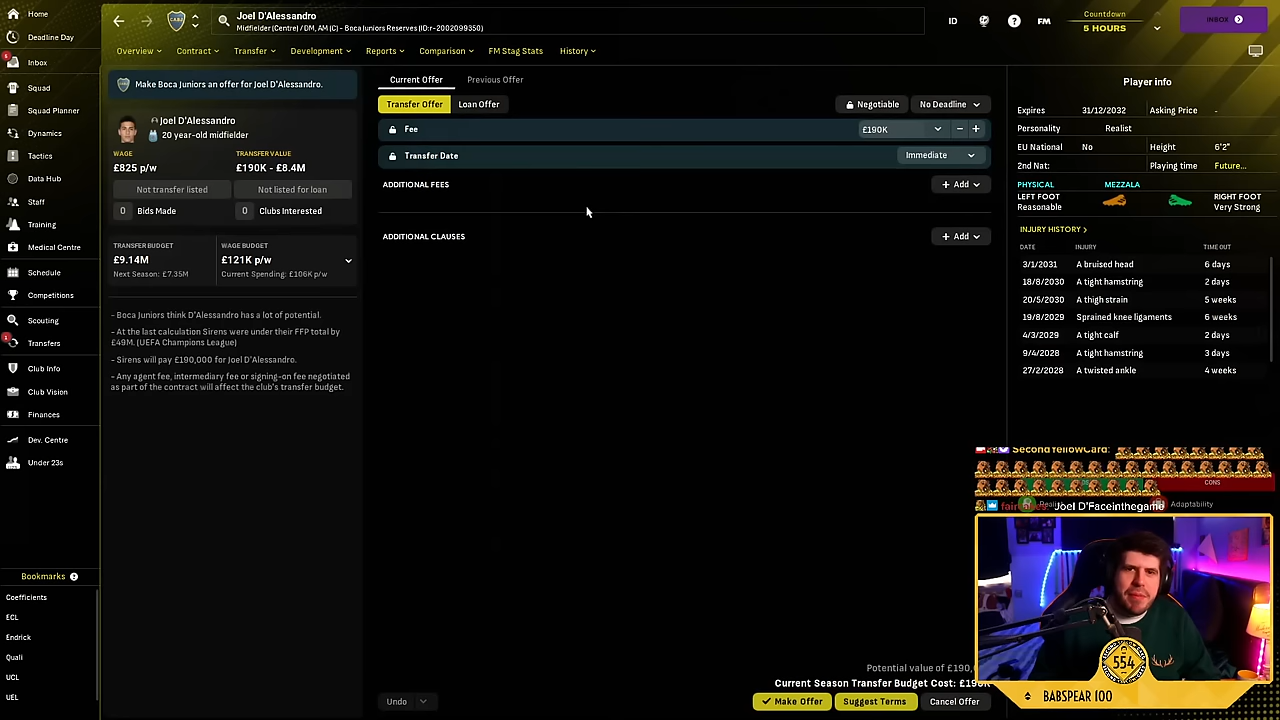 Home
Deadline Day
Inbox
Squad
Squad Planner
Dynamics
Tactics
Data Hub
Staff
Training
Medical Centre
Schedule
Competitions
Scouting
Transfers
Club Info
Club Vision
Finances
Dev. Centre
Under 23s
Bookmarks
Coefficients
ECL
Endrick
Quali
UCL
UEL
Joel D'Alessandro
Midfielder (Centre) / DM, AM (C) - Boca Juniors Reserves (ID:r-2002099350)
ID
FM
Countdown
5 HOURS
INBOX
Overview
Contract
Transfer
Development
Reports
Comparison
FM Stag Stats
History
Make Boca Juniors an offer for Joel D'Alessandro.
Joel D'Alessandro
20 year-old midfielder
WAGE
TRANSFER VALUE
£825 p/w
£190K - £8.4M
Not transfer listed
Not listed for loan
0 Bids Made
0 Clubs Interested
TRANSFER BUDGET
WAGE BUDGET
£9.14M
£121K p/w
Next Season: £7.35M
Current Spending: £106K p/w
- Boca Juniors think D'Alessandro has a lot of potential.
- At the last calculation Sirens were under their FFP total by
£49M. (UEFA Champions League)
- Sirens will pay £190,000 for Joel D'Alessandro.
- Any agent fee, intermediary fee or signing-on fee negotiated
as part of the contract will affect the club's transfer budget.
Current Offer
Previous Offer
Transfer Offer
Loan Offer
Negotiable
No Deadline
Fee
£190K
Transfer Date
Immediate
ADDITIONAL FEES
Add
ADDITIONAL CLAUSES
Add
Potential value of £190,
Current Season Transfer Budget Cost: £190K
Undo
Make Offer
Suggest Terms
Cancel Offer
Player info
Expires 31/12/2032 Asking Price -
Personality Realist
EU National No Height 6'2"
2nd Nat: Playing time Future...
PHYSICAL MEZZALA
LEFT FOOT RIGHT FOOT
Reasonable Very Strong
INJURY HISTORY
DATE INJURY TIME OUT
3/1/2031 A bruised head 6 days
18/8/2030 A tight hamstring 2 days
20/5/2030 A thigh strain 5 weeks
19/8/2029 Sprained knee ligaments 6 weeks
4/3/2029 A tight calf 2 days
9/4/2028 A tight hamstring 3 days
27/2/2028 A twisted ankle 4 weeks
SecondYellowCard:
CONS
Joel D'Faceinthegame
Adaptability
554
BABSPEAR 100